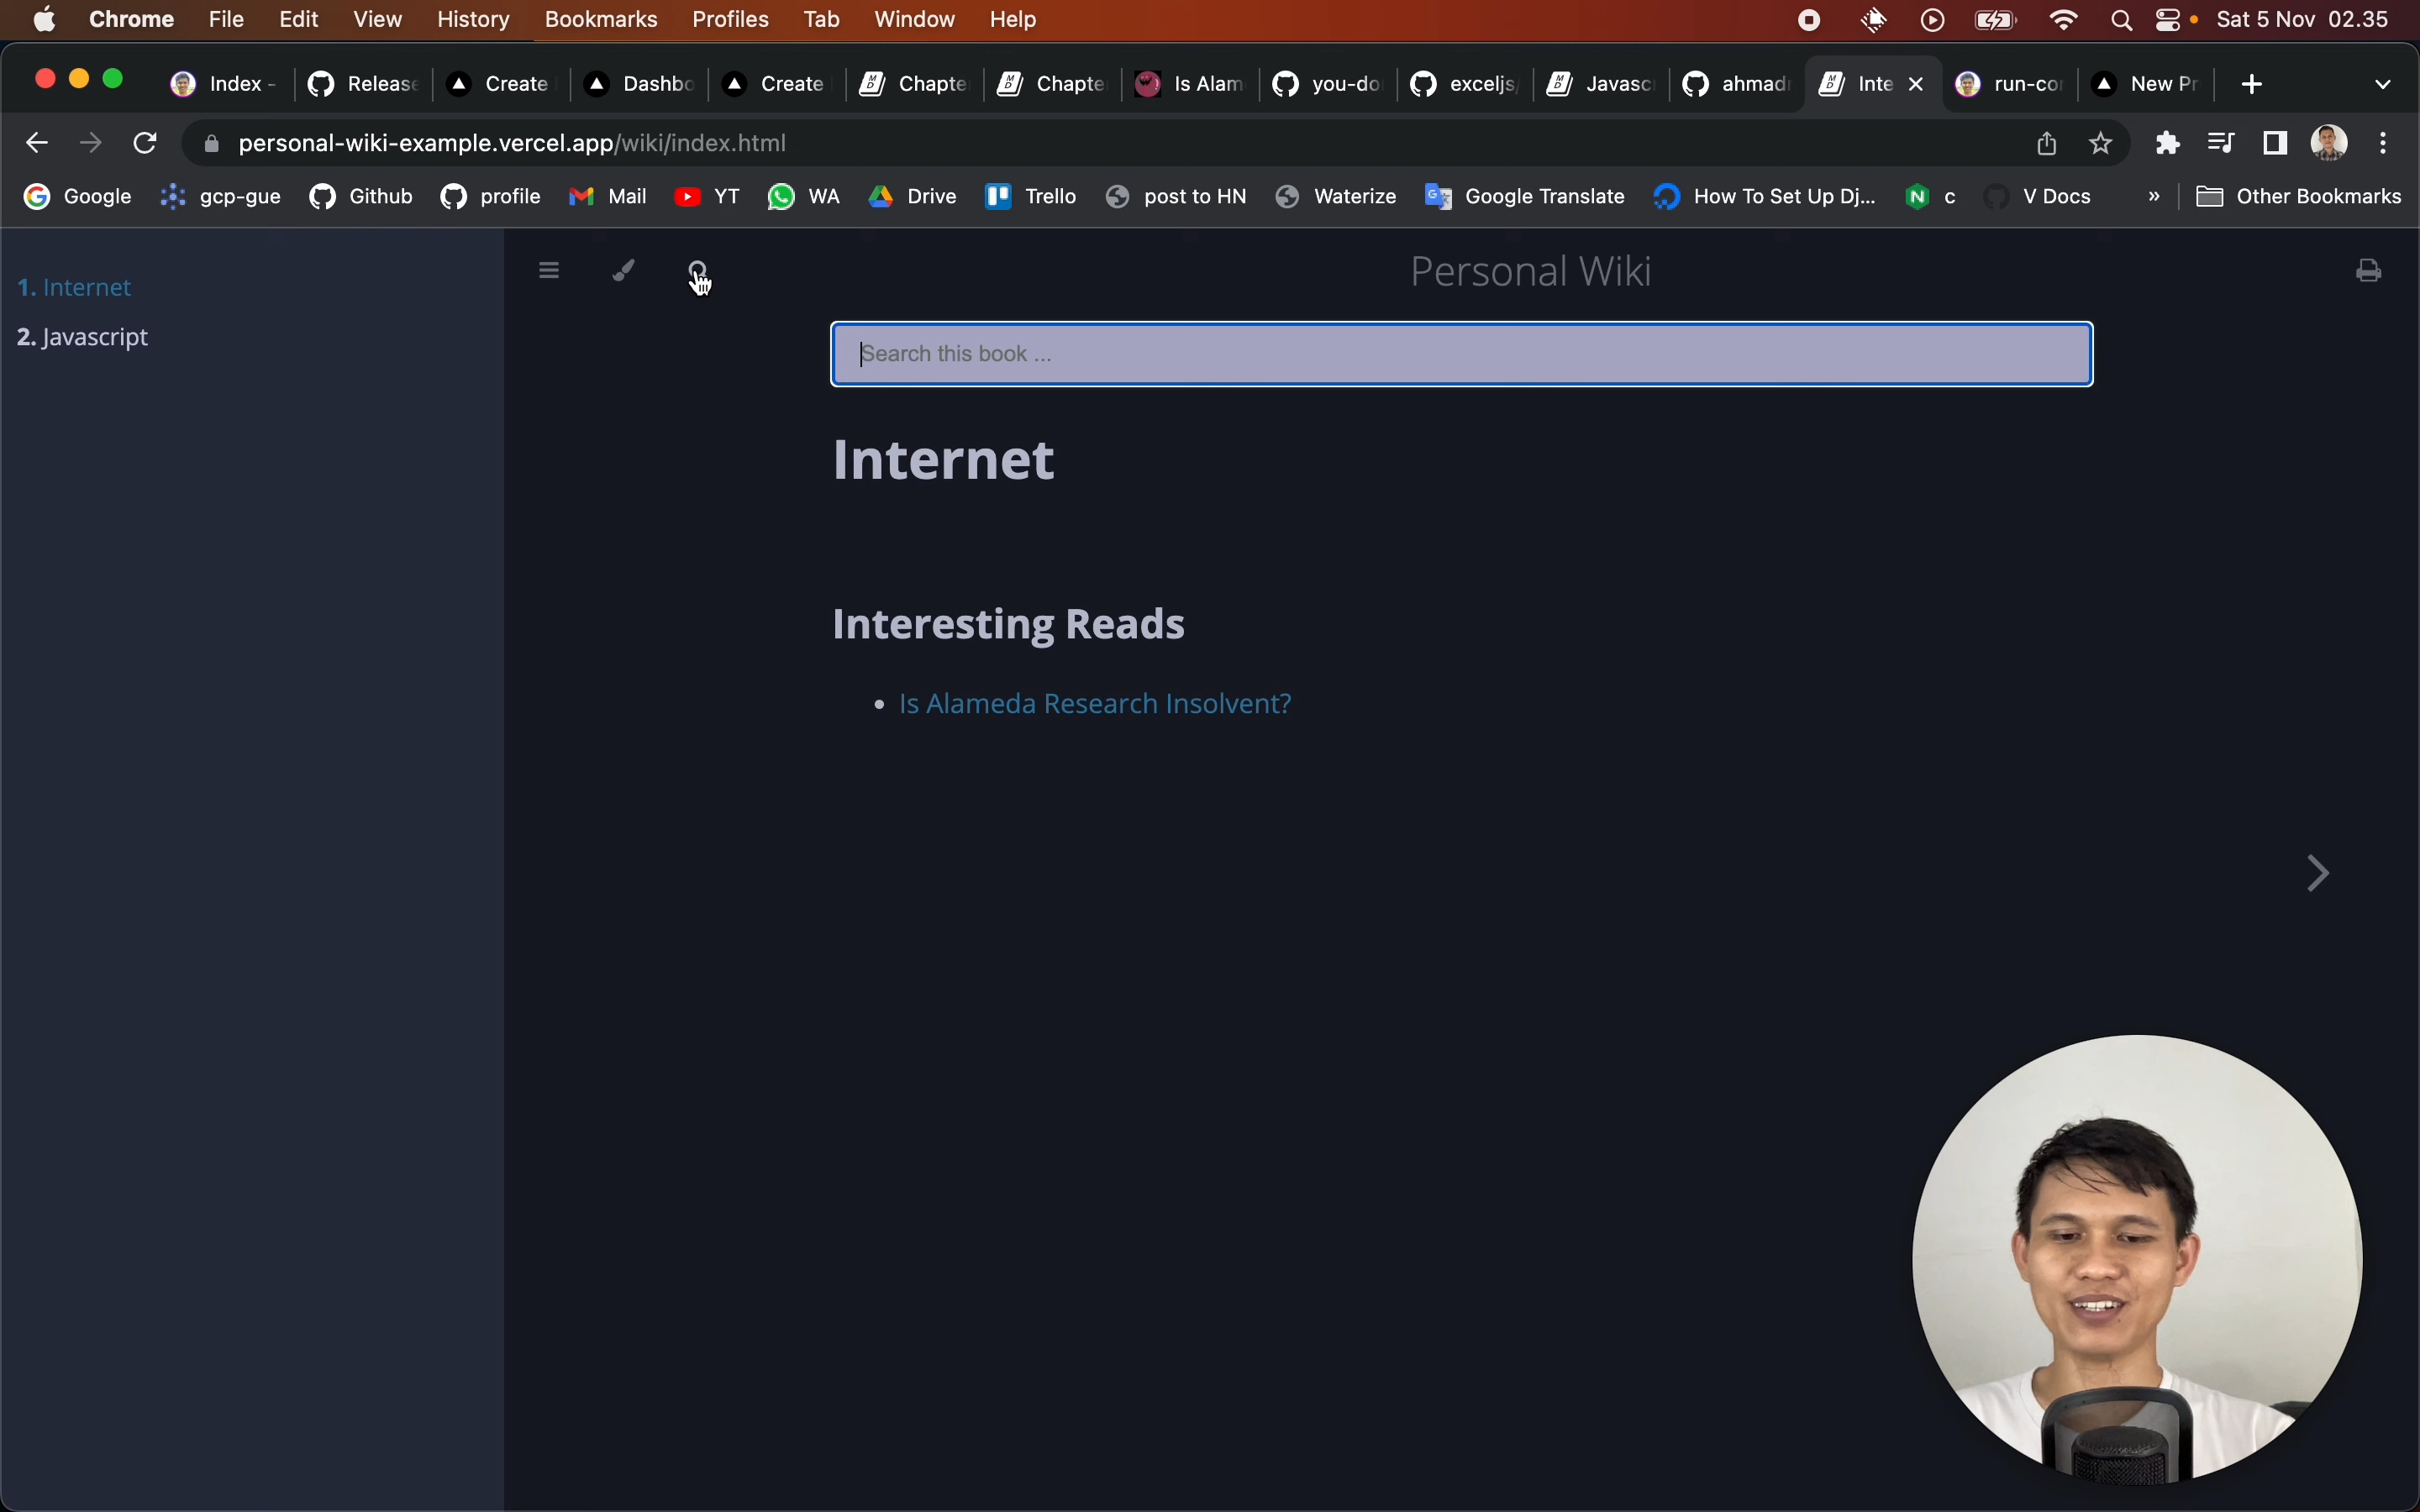 Chrome File Edit View History Bookmarks Profiles Tab Window Help Sat 5 Nov 02.35
Index - Release Create Dashbo Create Chapte Chapte Is Alam you-do exceljs/ Javasc ahmad Inte run-co New Pr
personal-wiki-example.vercel.app/wiki/index.html
Google gcp-gue Github profile Mail YT WA Drive Trello post to HN Waterize Google Translate How To Set Up Dj... c V Docs » Other Bookmarks
Personal Wiki
1. Internet
2. Javascript
Search this book ...
Internet
Interesting Reads
• Is Alameda Research Insolvent?